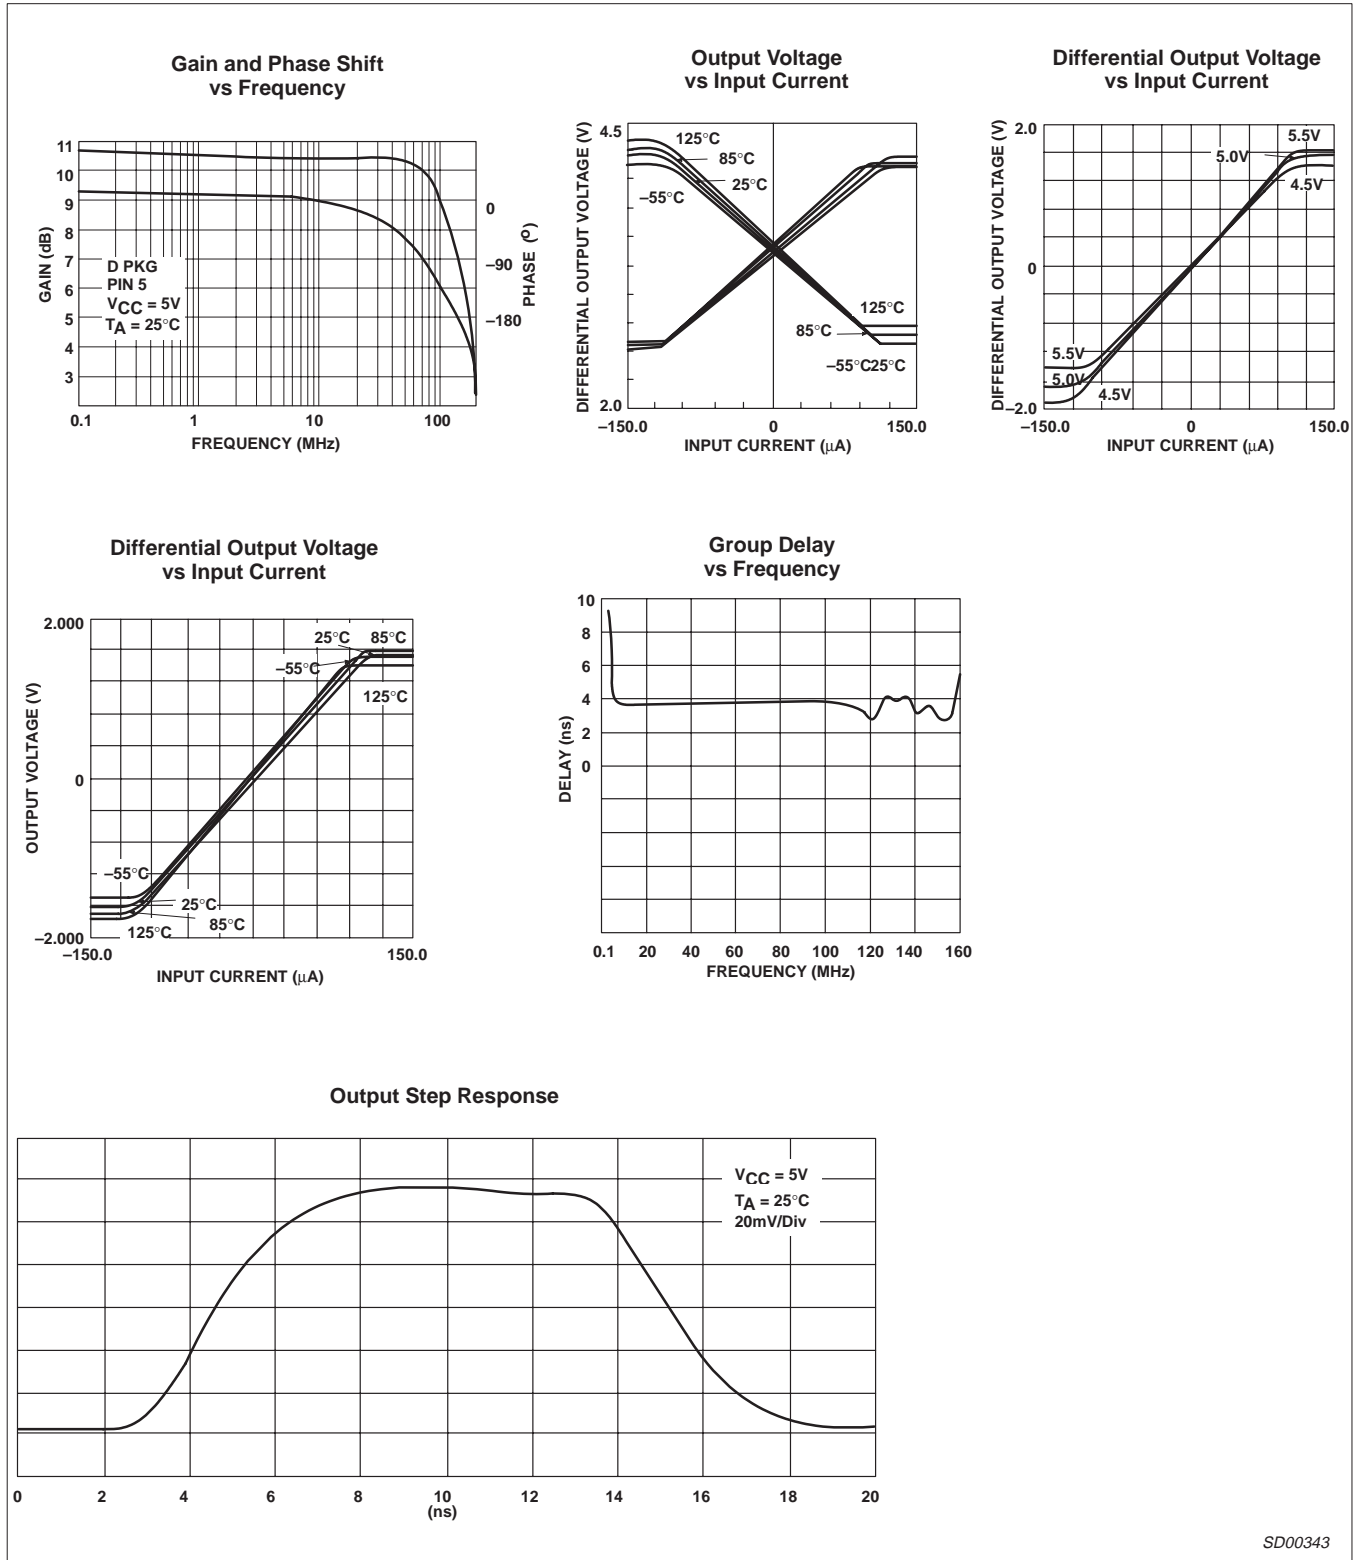 Gain and Phase Shift
vs Frequency
11
10
9
8
7
6
5
4
3
GAIN (dB)
D PKG
PIN 5
VCC = 5V
TA = 25°C
0
–90
–180
PHASE (o)
0.1 1 10 100
FREQUENCY (MHz)
Output Voltage
vs Input Current
DIFFERENTIAL OUTPUT VOLTAGE (V)
4.5
2.0
125°C
85°C
25°C
–55°C
125°C
85°C
–55°C25°C
–150.0 0 150.0
INPUT CURRENT (μA)
Differential Output Voltage
vs Input Current
DIFFERENTIAL OUTPUT VOLTAGE (V)
2.0
0
–2.0
5.5V
5.0V
4.5V
5.5V
5.0V
4.5V
–150.0 0 150.0
INPUT CURRENT (μA)
Differential Output Voltage
vs Input Current
OUTPUT VOLTAGE (V)
2.000
0
–2.000
25°C 85°C
–55°C
125°C
–55°C
25°C
85°C
125°C
–150.0 150.0
INPUT CURRENT (μA)
Group Delay
vs Frequency
DELAY (ns)
10
8
6
4
2
0
0.1 20 40 60 80 100 120 140 160
FREQUENCY (MHz)
Output Step Response
VCC = 5V
TA = 25°C
20mV/Div
0 2 4 6 8 10 12 14 16 18 20
(ns)
SD00343